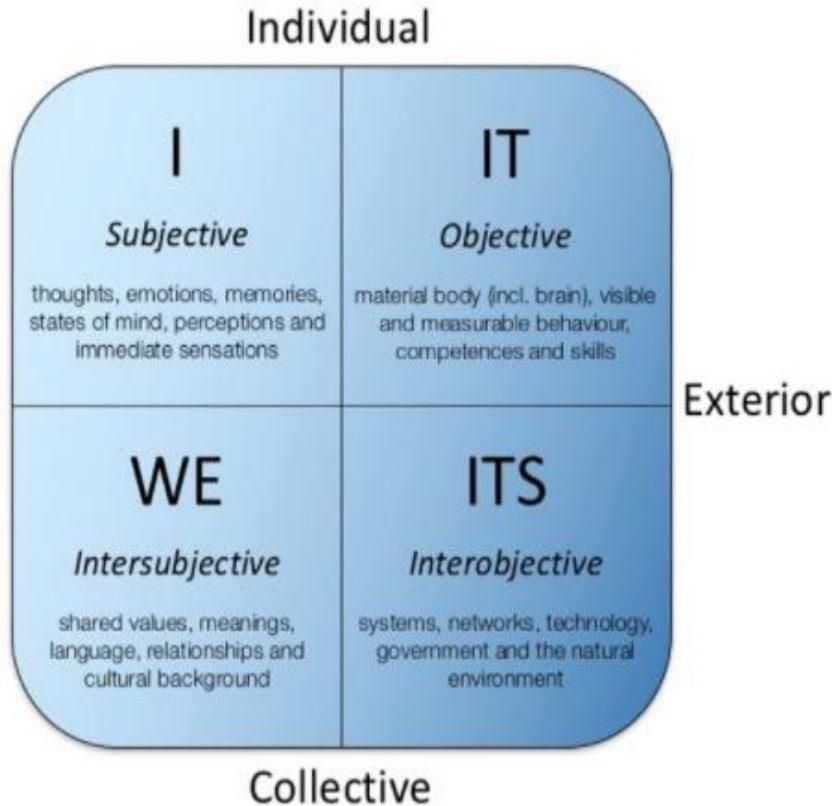 Individual
I
Subjective
thoughts, emotions, memories,
states of mind, perceptions and
immediate sensations
IT
Objective
material body (incl. brain), visible
and measurable behaviour,
competences and skills
Exterior
WE
Intersubjective
shared values, meanings,
language, relationships and
cultural background
ITS
Interobjective
systems, networks, technology,
government and the natural
environment
Collective